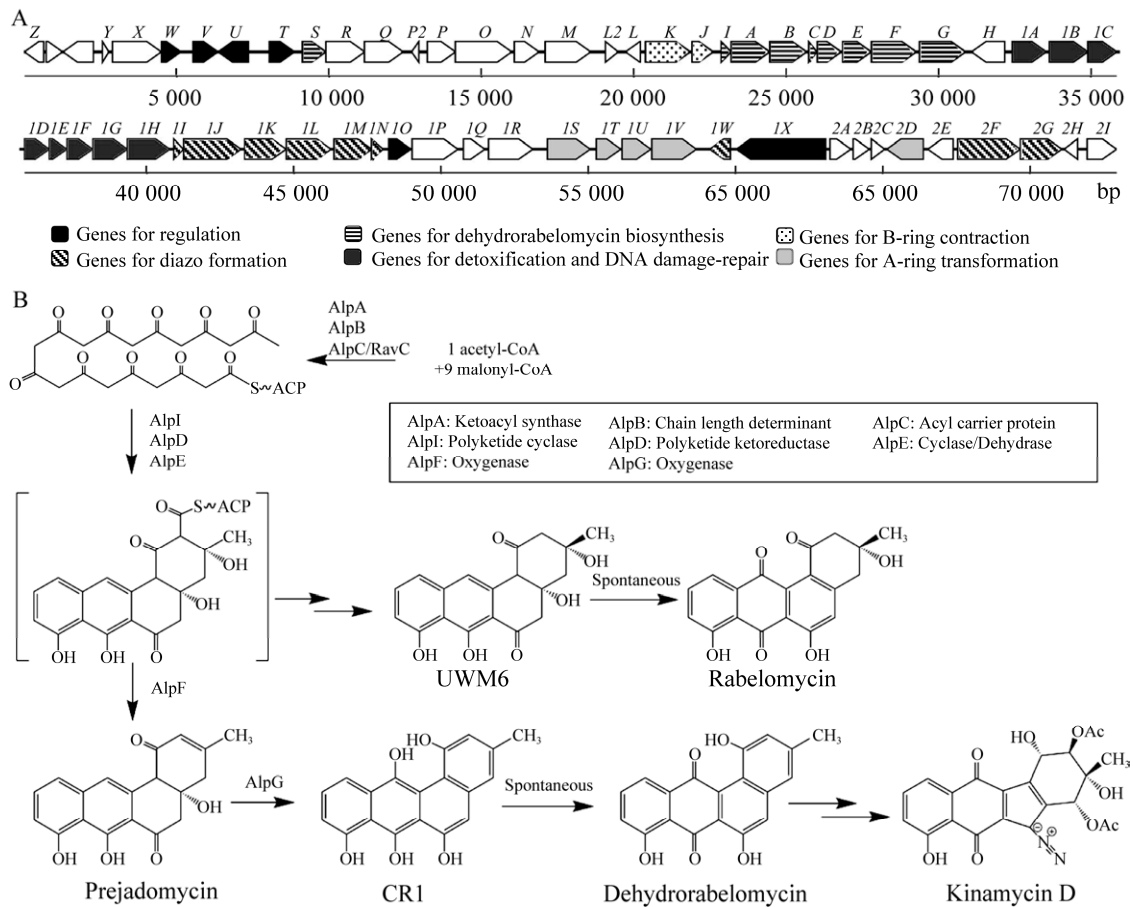 A
Z Y X W V U T S R Q P2 P O N M L2 L K J I A B C D E F G H 1A 1B 1C
5 000 10 000 15 000 20 000 25 000 30 000 35 000
1D 1E 1F 1G 1H 1I 1J 1K 1L 1M 1N 1O 1P 1Q 1R 1S 1T 1U 1V 1W 1X 2A 2B 2C 2D 2E 2F 2G 2H 2I
40 000 45 000 50 000 55 000 65 000 65 000 70 000 bp
Genes for regulation
Genes for dehydrorabelomycin biosynthesis
Genes for B-ring contraction
Genes for diazo formation
Genes for detoxification and DNA damage-repair
Genes for A-ring transformation
B
O O O O O
O O O O O
S~ACP
AlpA
AlpB
AlpC/RavC
1 acetyl-CoA
+9 malonyl-CoA
AlpI
AlpD
AlpE
AlpA: Ketoacyl synthase AlpB: Chain length determinant AlpC: Acyl carrier protein
AlpI: Polyketide cyclase AlpD: Polyketide ketoreductase AlpE: Cyclase/Dehydrase
AlpF: Oxygenase AlpG: Oxygenase
O S~ACP
O CH3
OH
OH
OH OH O
O CH3
OH
OH
OH OH O
UWM6
Spontaneous
O O CH3
OH
OH O OH
Rabelomycin
AlpF
O CH3
OH
OH OH O
Prejadomycin
AlpG
OH HO CH3
OH OH OH
CR1
Spontaneous
O HO CH3
OH O OH
Dehydrorabelomycin
HO OAc
O CH3
OH
OAc
OH O
⊖ N⊕
N
Kinamycin D